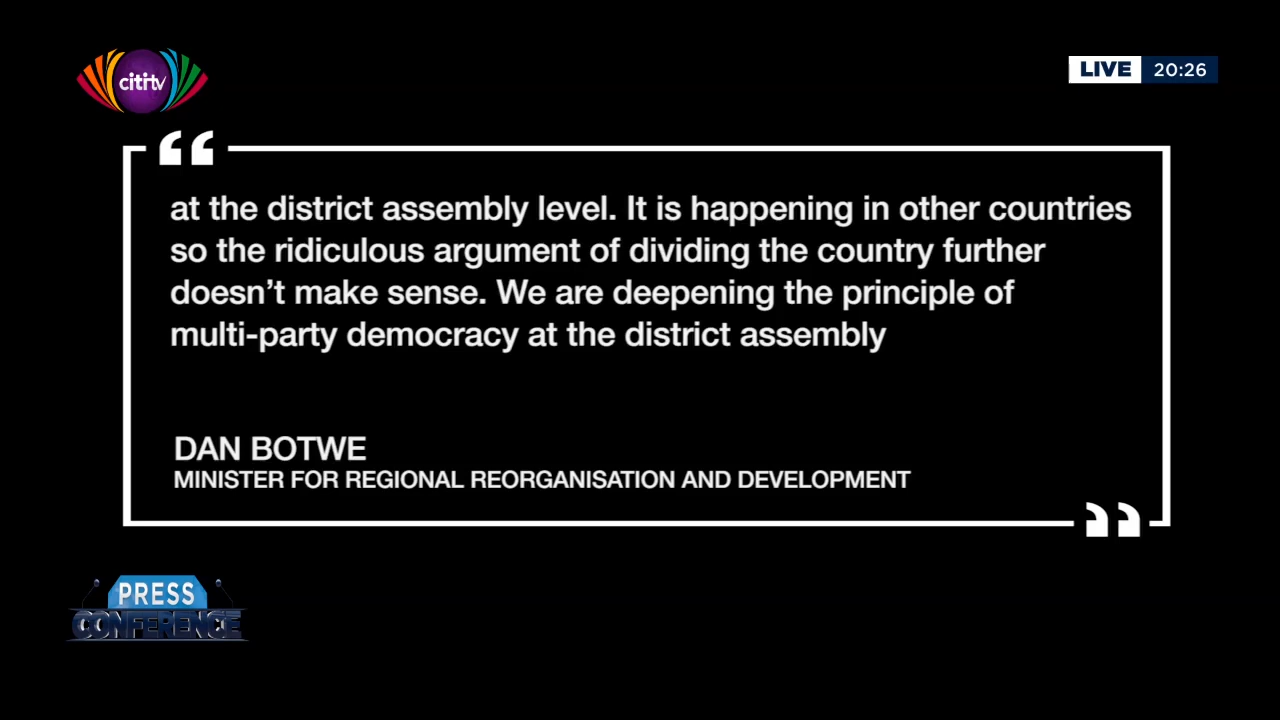 cititv
LIVE 20:26
at the district assembly level. It is happening in other countries
so the ridiculous argument of dividing the country further
doesn't make sense. We are deepening the principle of
multi-party democracy at the district assembly
DAN BOTWE
MINISTER FOR REGIONAL REORGANISATION AND DEVELOPMENT
PRESS
CONFERENCE